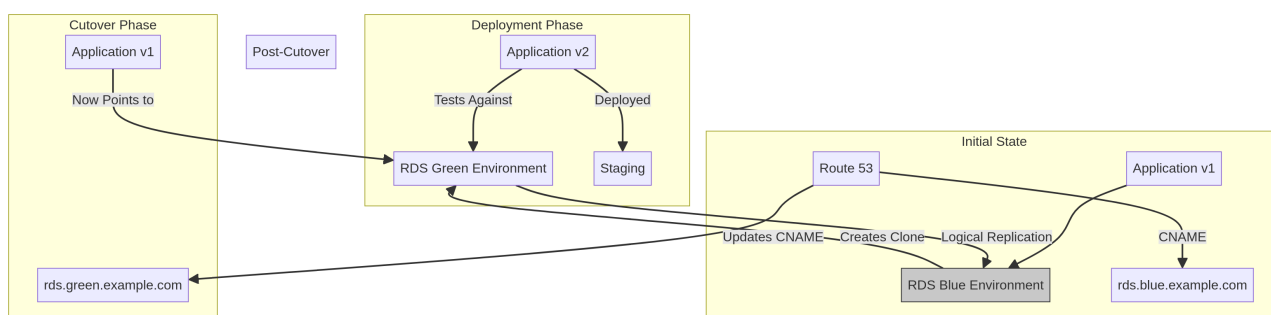 Cutover Phase
Application v1
Now Points to
rds.green.example.com
Post-Cutover
Deployment Phase
Application v2
Tests Against
Deployed
RDS Green Environment
Staging
Initial State
Route 53
Application v1
Updates CNAME
Creates Clone
Logical Replication
CNAME
RDS Blue Environment
rds.blue.example.com